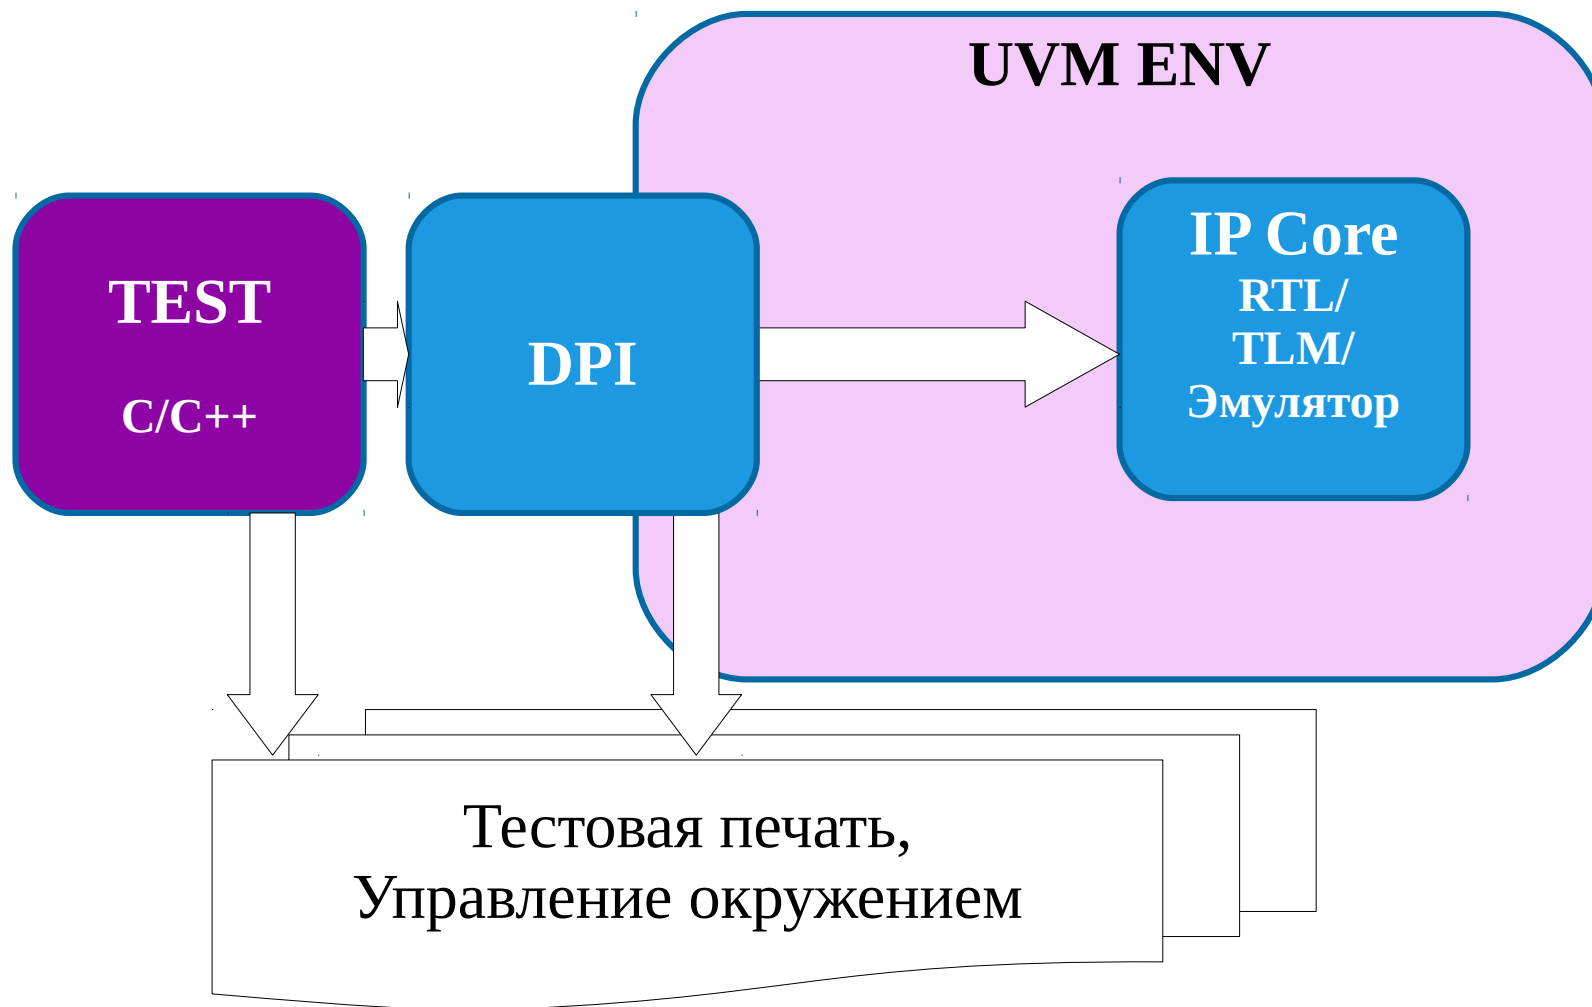 UVM ENV
TEST
C/C++
DPI
IP Core
RTL/
TLM/
Эмулятор
Тестовая печать,
Управление окружением